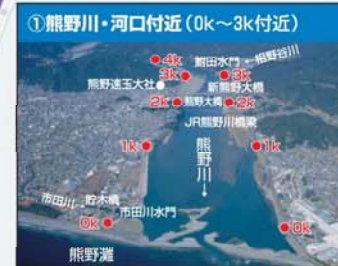 ①熊野川・河口付近(0k～3k付近)
4k
3k
鮒田水門
←相野谷川
3k
熊野速玉大社
新熊野大橋
2k
熊野大橋
2k
JR熊野川橋梁
1k
熊野川→
1k
市田川→
貯木橋
市田川水門
0k
0k
熊野灘